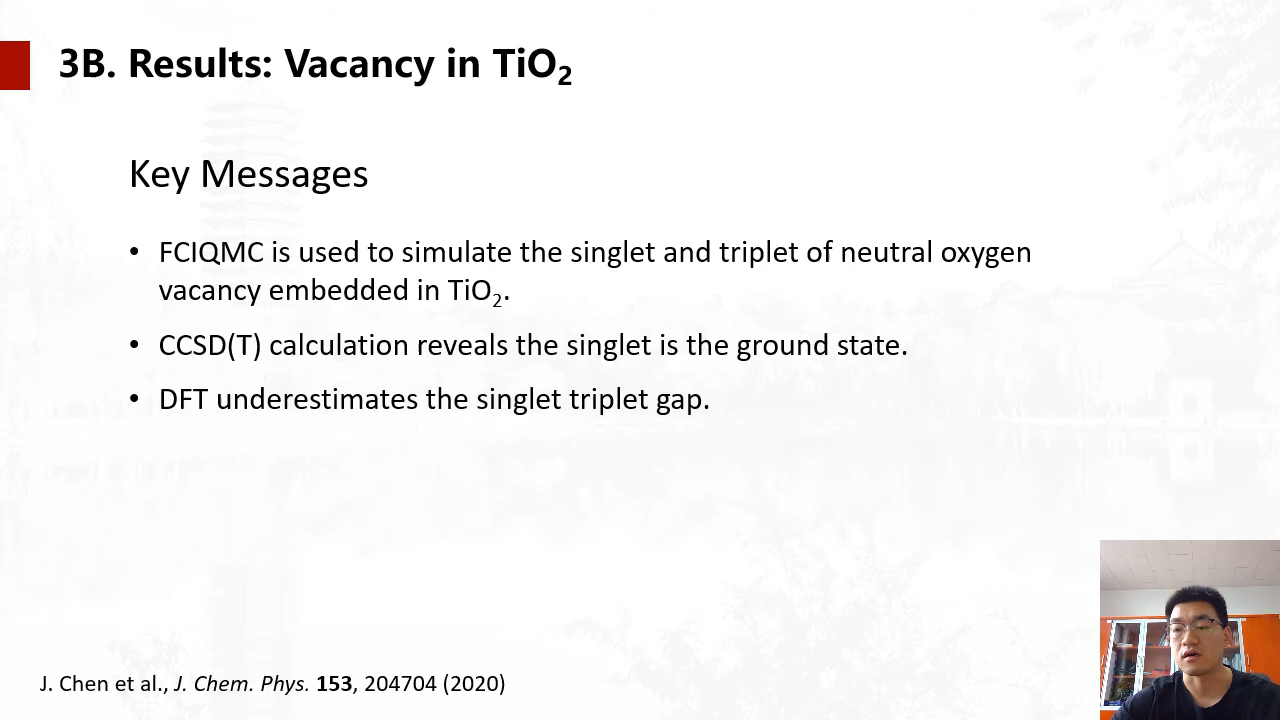 3B. Results: Vacancy in TiO₂
Key Messages
• FCIQMC is used to simulate the singlet and triplet of neutral oxygen
vacancy embedded in TiO₂.
• CCSD(T) calculation reveals the singlet is the ground state.
• DFT underestimates the singlet triplet gap.
J. Chen et al., J. Chem. Phys. 153, 204704 (2020)